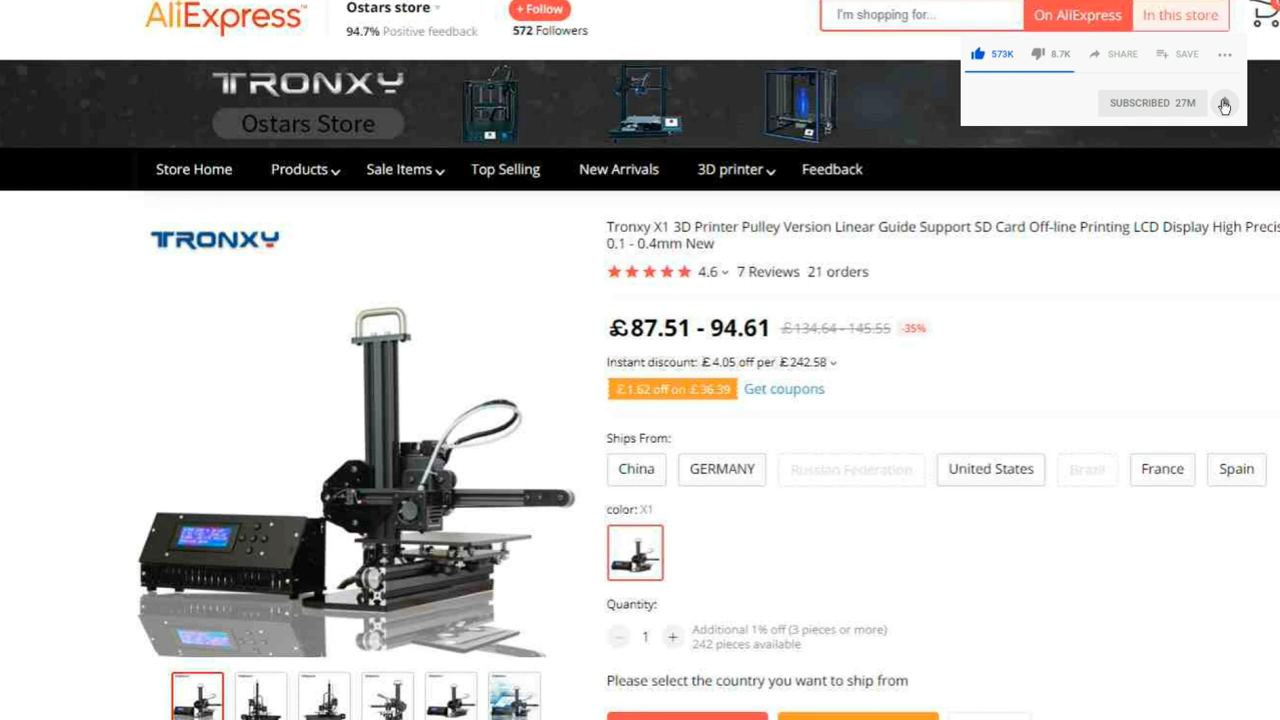 AliExpress™
Ostars store
+ Follow
94.7% Positive feedback
572 Followers
I'm shopping for...
On AliExpress
In this store
573K
8.7K
SHARE
SAVE
SUBSCRIBED 27M
TRONXY
Ostars Store
Store Home
Products
Sale Items
Top Selling
New Arrivals
3D printer
Feedback
TRONXY
Tronxy X1 3D Printer Pulley Version Linear Guide Support SD Card Off-line Printing LCD Display High Precis
0.1 - 0.4mm New
4.6
7 Reviews
21 orders
£87.51 - 94.61
£134.64 - 145.55
-35%
Instant discount: £4.05 off per £242.58
£1.62 off on £36.39
Get coupons
Ships From:
China
GERMANY
Russian Federation
United States
Brazil
France
Spain
color: X1
Quantity:
1
Additional 1% off (3 pieces or more)
242 pieces available
Please select the country you want to ship from